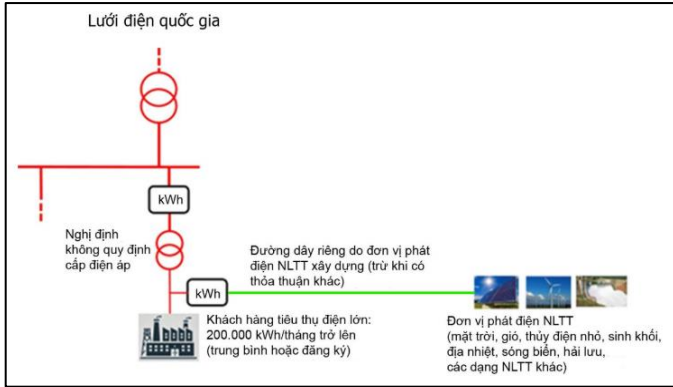 Lưới điện quốc gia
kWh
Nghị định
không quy định
cấp điện áp
Đường dây riêng do đơn vị phát
điện NLTT xây dựng (trừ khi có
thỏa thuận khác)
kWh
Khách hàng tiêu thụ điện lớn:
200.000 kWh/tháng trở lên
(trung bình hoặc đăng ký)
Đơn vị phát điện NLTT
(mặt trời, gió, thủy điện nhỏ, sinh khối,
địa nhiệt, sóng biển, hải lưu,
các dạng NLTT khác)